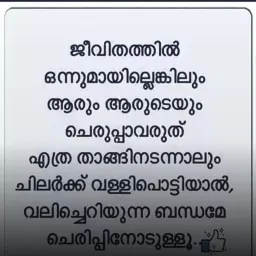 ജീവിതത്തിൽ
ഒന്നുമായില്ലെങ്കിലും
ആരും ആരുടെയും
ചെരുപ്പാവരുത്
എത്ര താങ്ങിനടന്നാലും
ചിലർക്ക് വള്ളിപൊട്ടിയാൽ,
വലിച്ചെറിയുന്ന ബന്ധമേ
ചെരിപ്പിനോടുള്ളൂ..